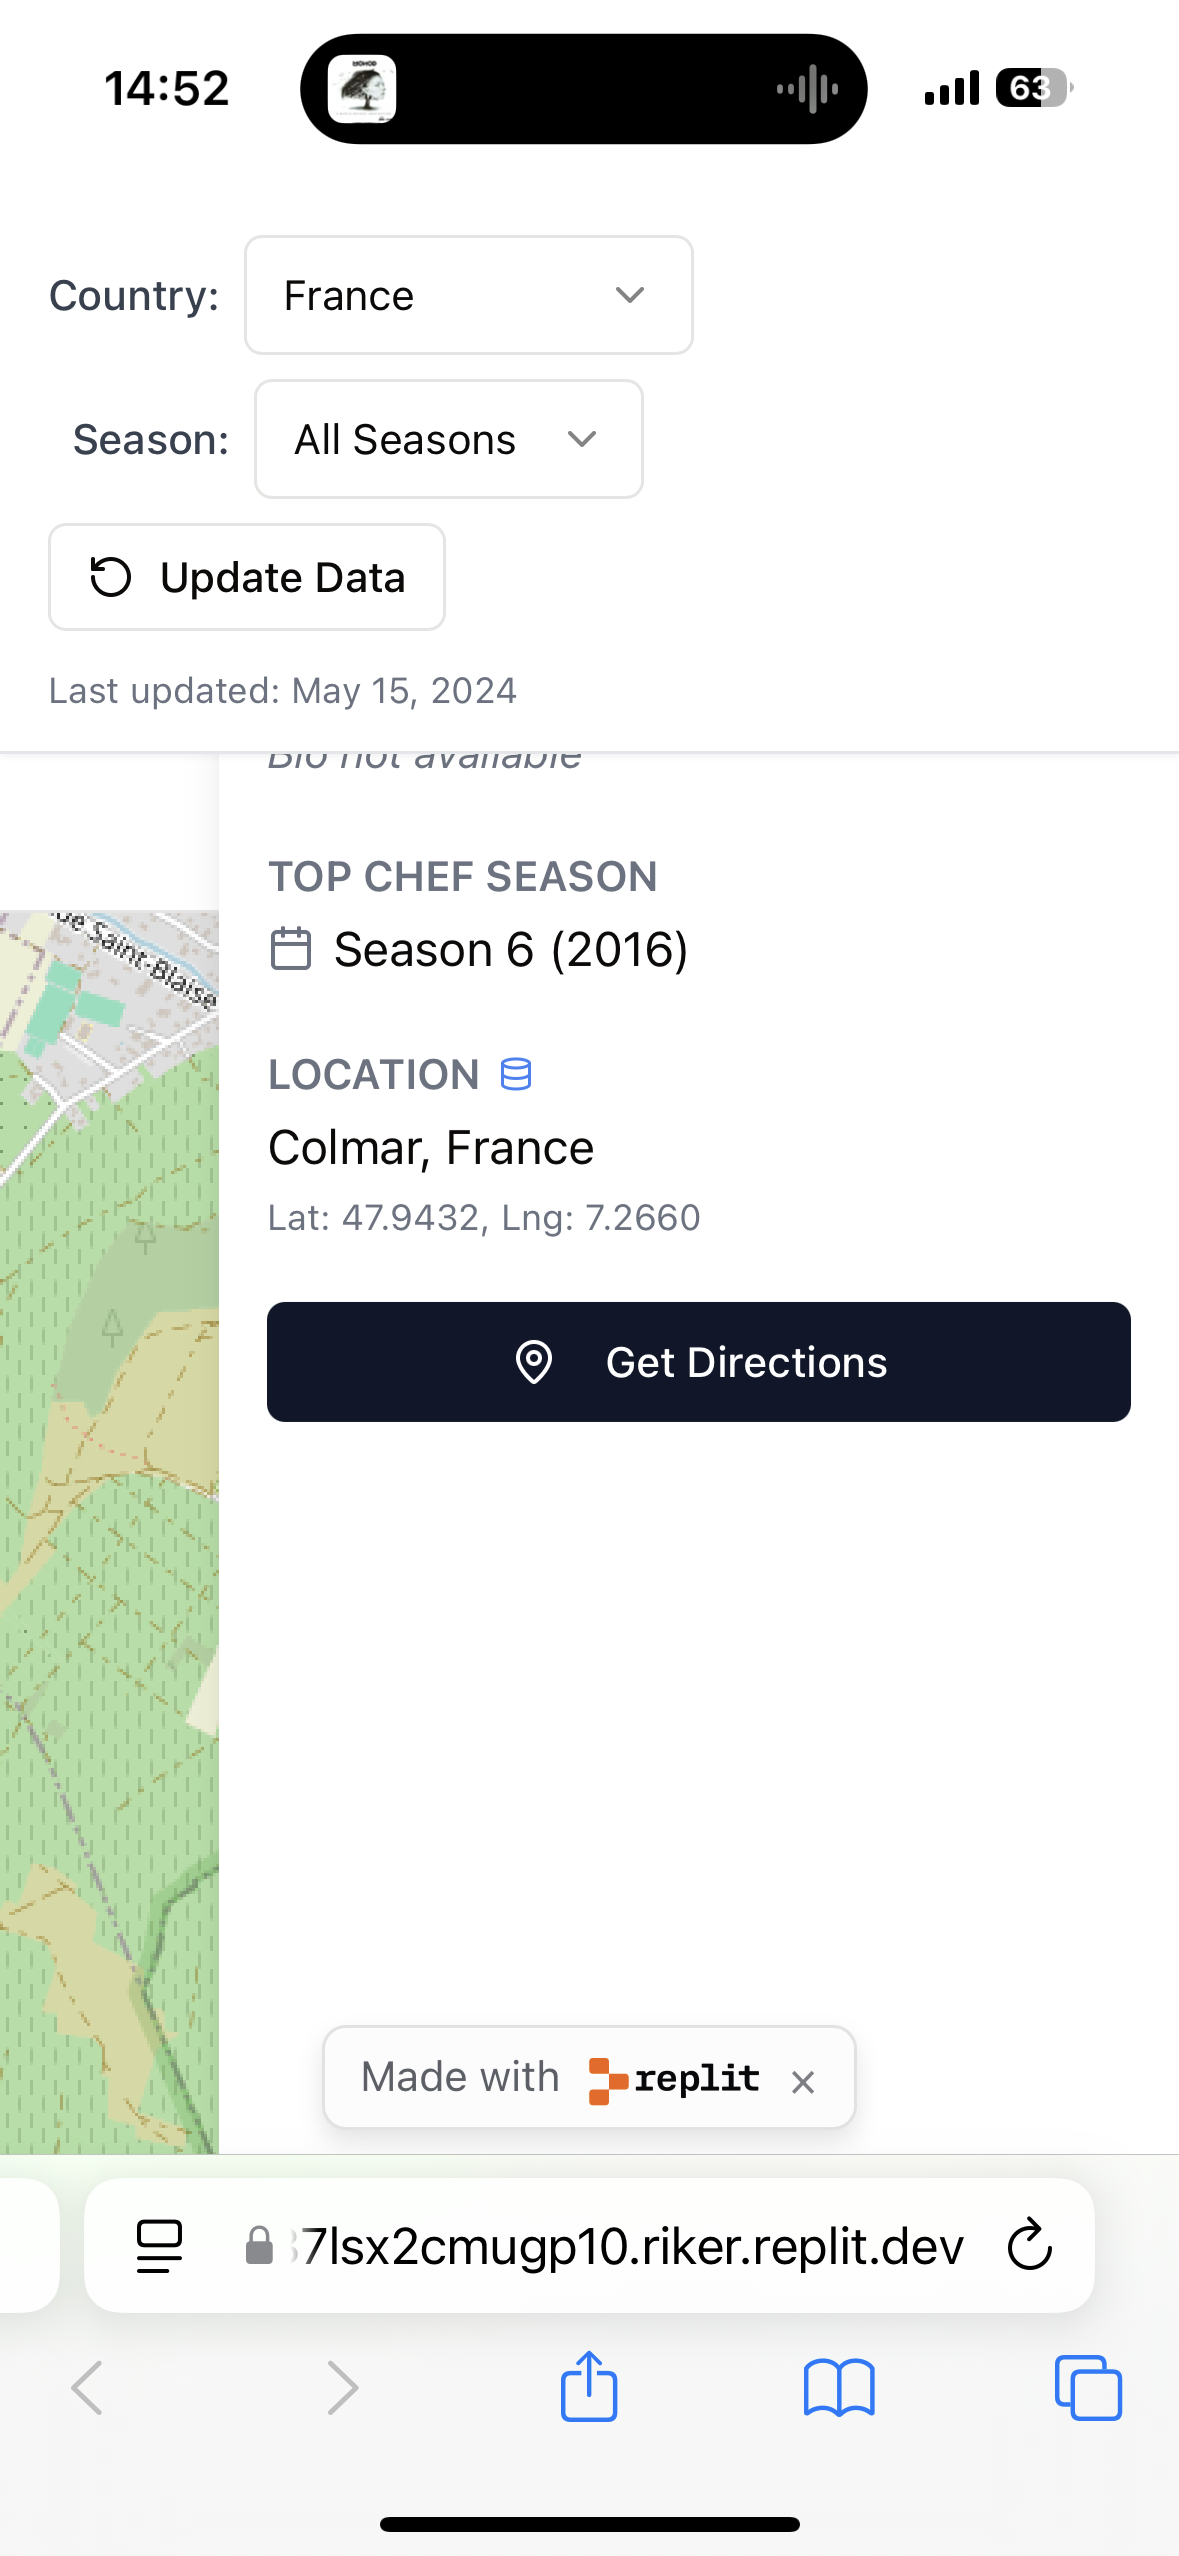 14:52
63
Country:
France
Season:
All Seasons
Update Data
Last updated: May 15, 2024
Bio not available
TOP CHEF SEASON
Season 6 (2016)
LOCATION
Colmar, France
Lat: 47.9432, Lng: 7.2660
de Saint-Blaise
Get Directions
Made with replit
7lsx2cmugp10.riker.replit.dev